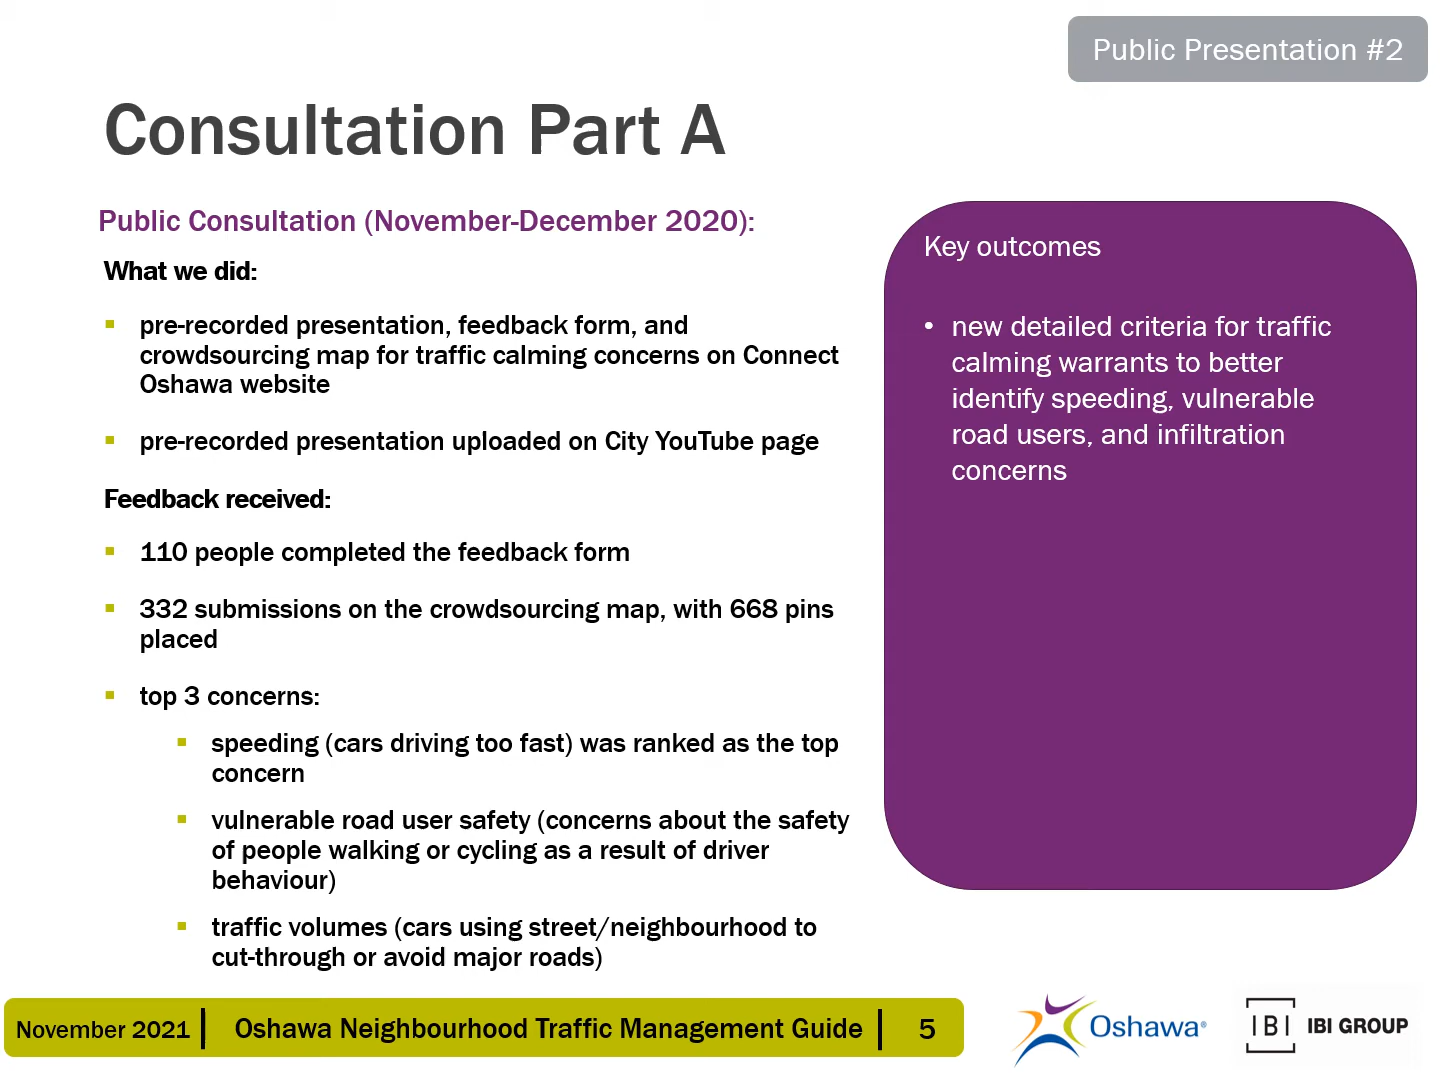 Public Presentation #2
Consultation Part A
Public Consultation (November-December 2020):
What we did:
▪ pre-recorded presentation, feedback form, and
crowdsourcing map for traffic calming concerns on Connect
Oshawa website
▪ pre-recorded presentation uploaded on City YouTube page
Feedback received:
▪ 110 people completed the feedback form
▪ 332 submissions on the crowdsourcing map, with 668 pins
placed
▪ top 3 concerns:
▪ speeding (cars driving too fast) was ranked as the top
concern
▪ vulnerable road user safety (concerns about the safety
of people walking or cycling as a result of driver
behaviour)
▪ traffic volumes (cars using street/neighbourhood to
cut-through or avoid major roads)
Key outcomes
• new detailed criteria for traffic
calming warrants to better
identify speeding, vulnerable
road users, and infiltration
concerns
November 2021 | Oshawa Neighbourhood Traffic Management Guide | 5
Oshawa®
IBI IBI GROUP